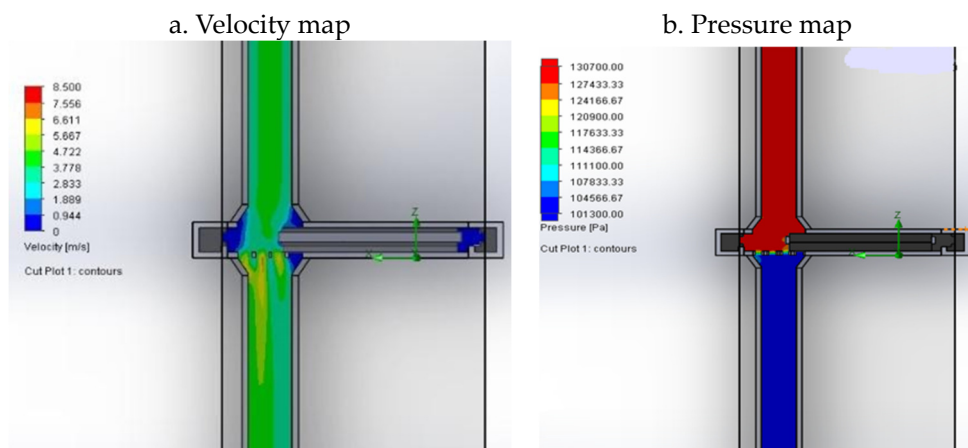 a. Velocity map
b. Pressure map
8.500
7.556
6.611
5.667
4.722
3.778
2.833
1.889
0.944
0
Velocity [m/s]
Cut Plot 1: contours
Z
130700.00
127433.33
124166.67
120900.00
117633.33
114366.67
111100.00
107833.33
104566.67
101300.00
Pressure [Pa]
Cut Plot 1: contours
Z